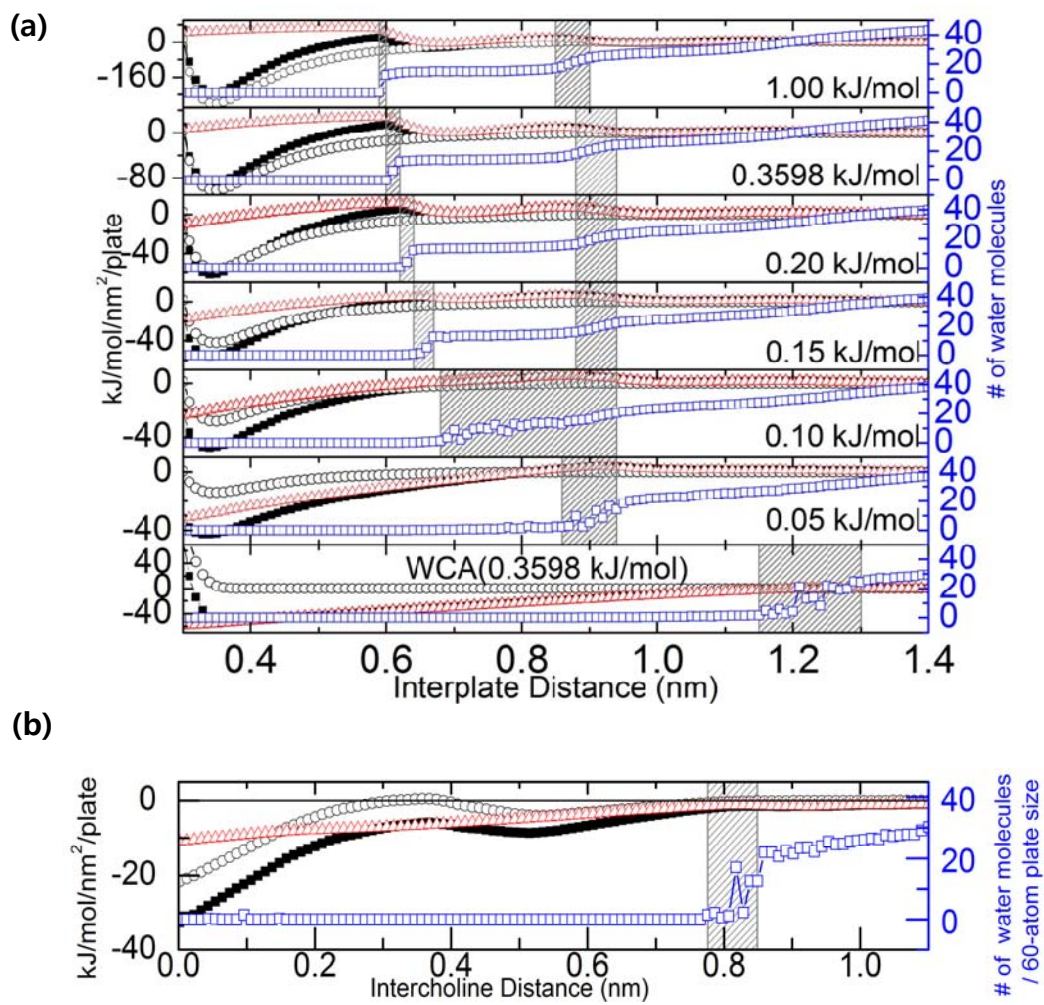 (a)
0
-160
40
20
0
1.00 kJ/mol
0
-80
40
20
0
0.3598 kJ/mol
0
-40
40
20
0
0.20 kJ/mol
0
-40
40
20
0
0.15 kJ/mol
0
-40
40
20
0
0.10 kJ/mol
0
-40
40
20
0
0.05 kJ/mol
40
0
-40
40
20
0
WCA(0.3598 kJ/mol)
kJ/mol/nm²/plate
# of water molecules
0.4 0.6 0.8 1.0 1.2 1.4
Interplate Distance (nm)
(b)
0
-20
-40
40
20
0
kJ/mol/nm²/plate
# of water molecules
/ 60-atom plate size
0.0 0.2 0.4 0.6 0.8 1.0
Intercholine Distance (nm)